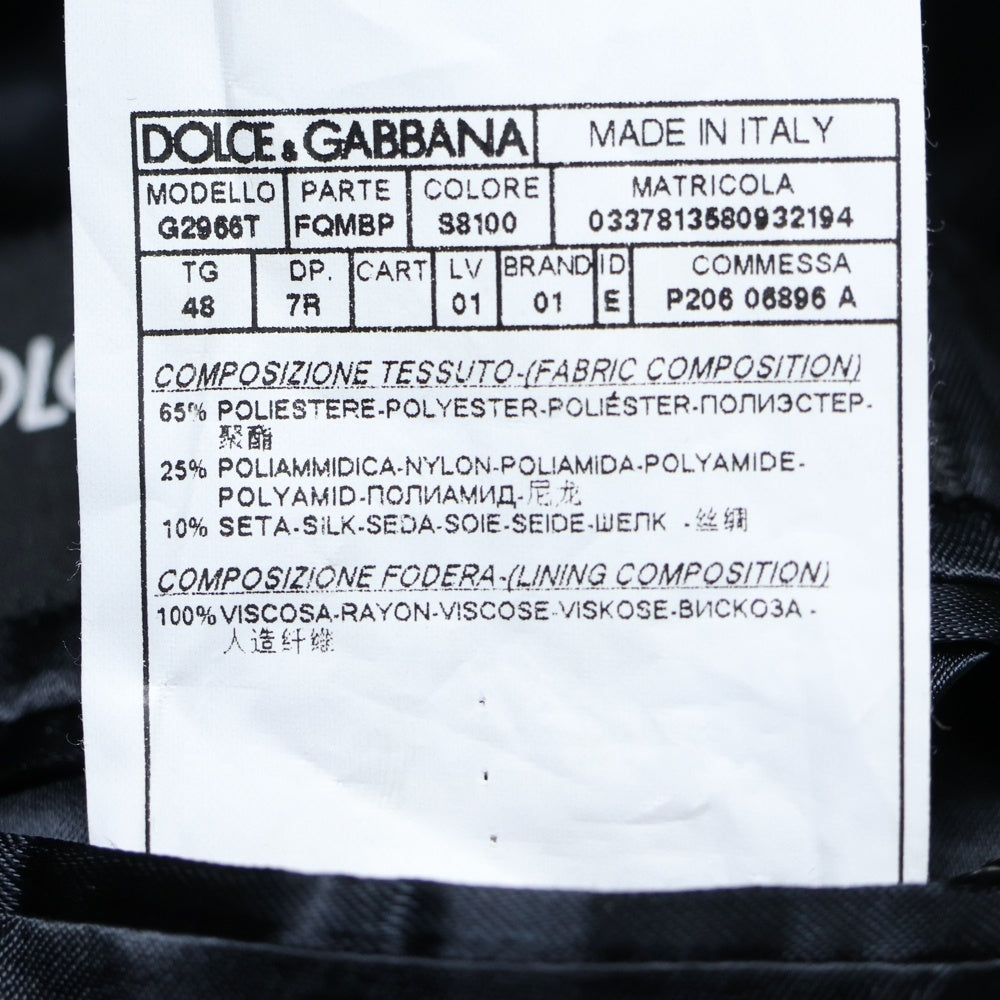 DOLCE & GABBANA MADE IN ITALY
MODELLO PARTE COLORE MATRICOLA
G2966T FQMBP S8100 0337813580932194
TG DP. CART LV BRAND ID COMMESSA
48 7R 01 01 E P206 06896 A
COMPOSIZIONE TESSUTO-(FABRIC COMPOSITION)
65% POLIESTERE-POLYESTER-POLIÉSTER-ПОЛИЭСТЕР-
聚酯
25% POLIAMMIDICA-NYLON-POLIAMIDA-POLYAMIDE-
POLYAMID-ПОЛИАМИД-尼龙
10% SETA-SILK-SEDA-SOIE-SEIDE-ШЕЛК -丝绸
COMPOSIZIONE FODERA-(LINING COMPOSITION)
100% VISCOSA-RAYON-VISCOSE-VISKOSE-ВИСКОЗА -
人造纤维